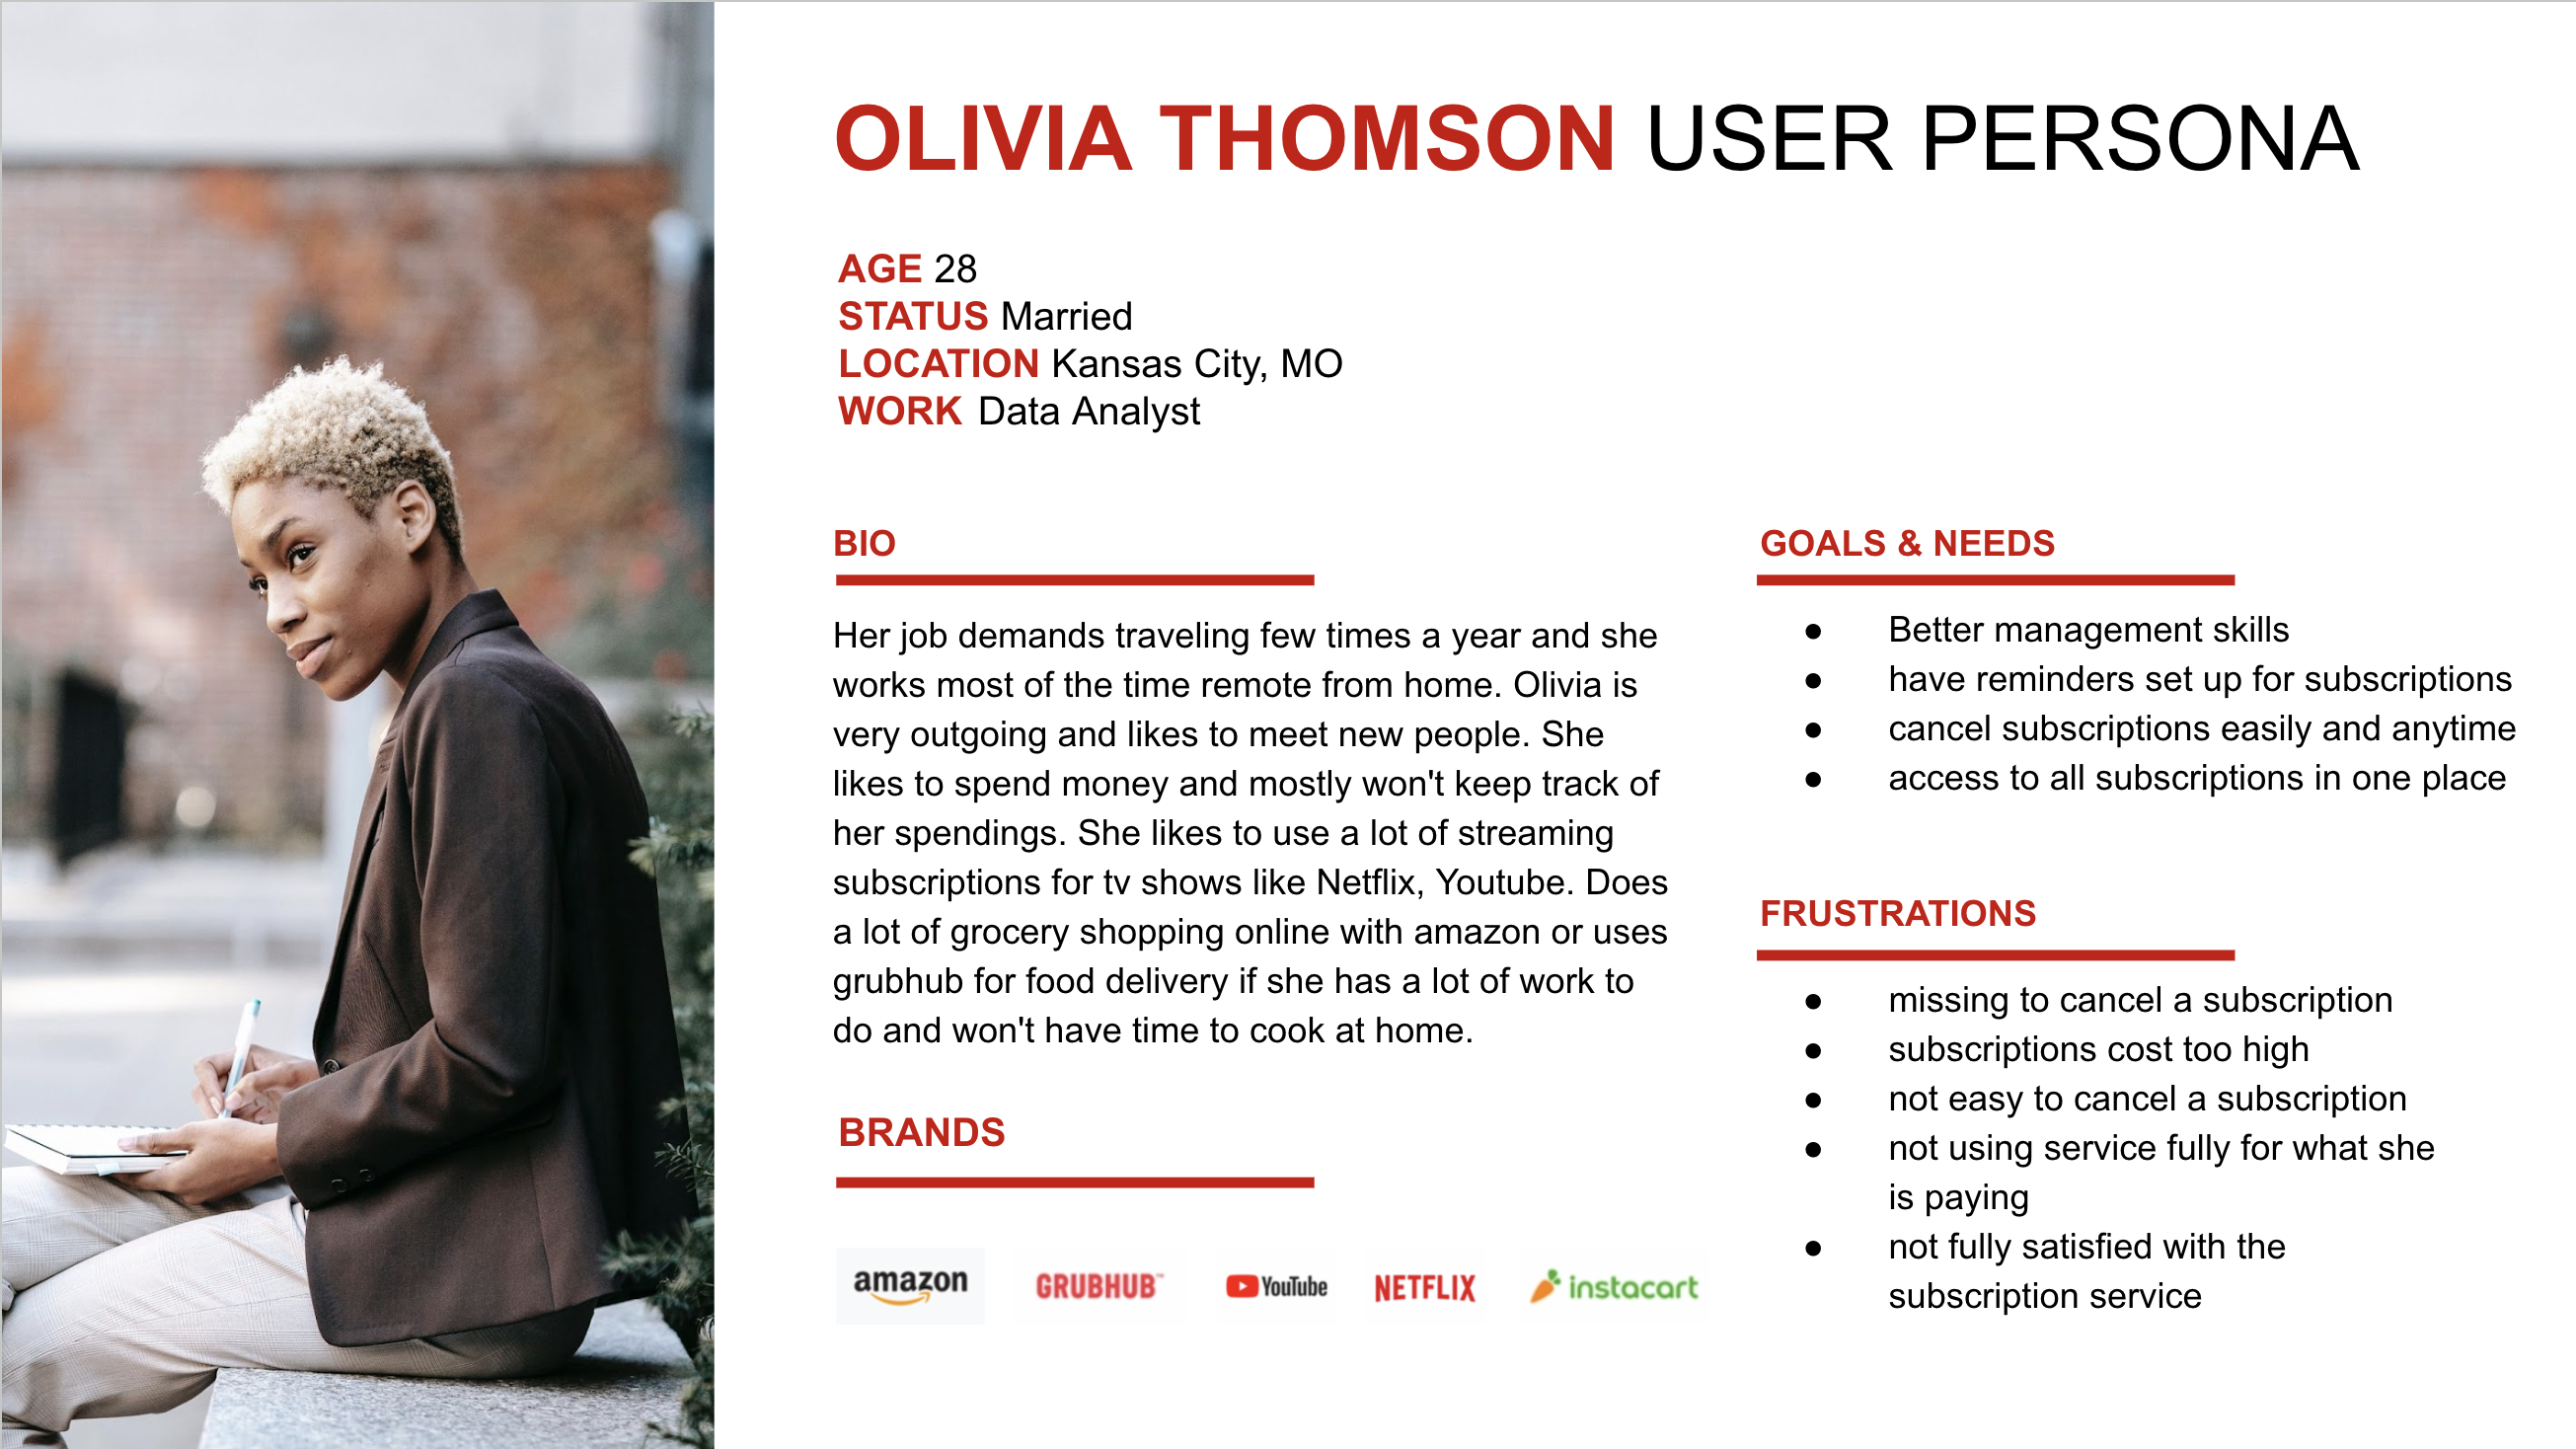 OLIVIA THOMSON USER PERSONA
AGE 28
STATUS Married
LOCATION Kansas City, MO
WORK Data Analyst
BIO
Her job demands traveling few times a year and she
works most of the time remote from home. Olivia is
very outgoing and likes to meet new people. She
likes to spend money and mostly won't keep track of
her spendings. She likes to use a lot of streaming
subscriptions for tv shows like Netflix, Youtube. Does
a lot of grocery shopping online with amazon or uses
grubhub for food delivery if she has a lot of work to
do and won't have time to cook at home.
BRANDS
amazon GRUBHUB™ YouTube NETFLIX instacart
GOALS & NEEDS
● Better management skills
● have reminders set up for subscriptions
● cancel subscriptions easily and anytime
● access to all subscriptions in one place
FRUSTRATIONS
● missing to cancel a subscription
● subscriptions cost too high
● not easy to cancel a subscription
● not using service fully for what she
is paying
● not fully satisfied with the
subscription service